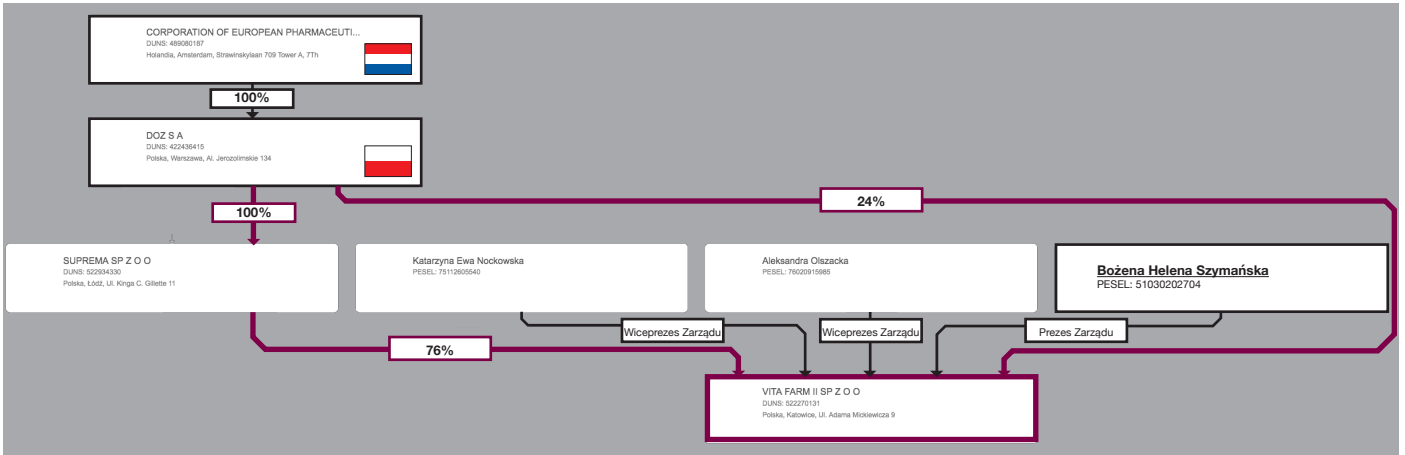 CORPORATION OF EUROPEAN PHARMACEUTI...
DUNS: 489080187
Holandia, Amsterdam, Strawinskylaan 709 Tower A, 7Th
100%
DOZ S A
DUNS: 422436415
Polska, Warszawa, Al. Jerozolimskie 134
24%
100%
SUPREMA SP Z O O
DUNS: 522934330
Polska, Łódź, Ul. Kinga C. Gillette 11
Katarzyna Ewa Nockowska
PESEL: 75112605540
Aleksandra Olszacka
PESEL: 76020915985
Bożena Helena Szymańska
PESEL: 51030202704
Wiceprezes Zarządu
Wiceprezes Zarządu
Prezes Zarządu
76%
VITA FARM II SP Z O O
DUNS: 522270131
Polska, Katowice, Ul. Adama Mickiewicza 9